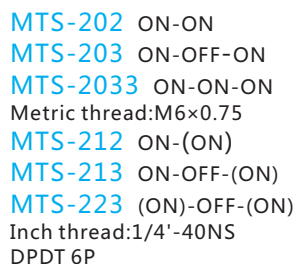 MTS-202 ON-ON
MTS-203 ON-OFF-ON
MTS-2033 ON-ON-ON
Metric thread:M6×0.75
MTS-212 ON-(ON)
MTS-213 ON-OFF-(ON)
MTS-223 (ON)-OFF-(ON)
Inch thread:1/4'-40NS
DPDT 6P